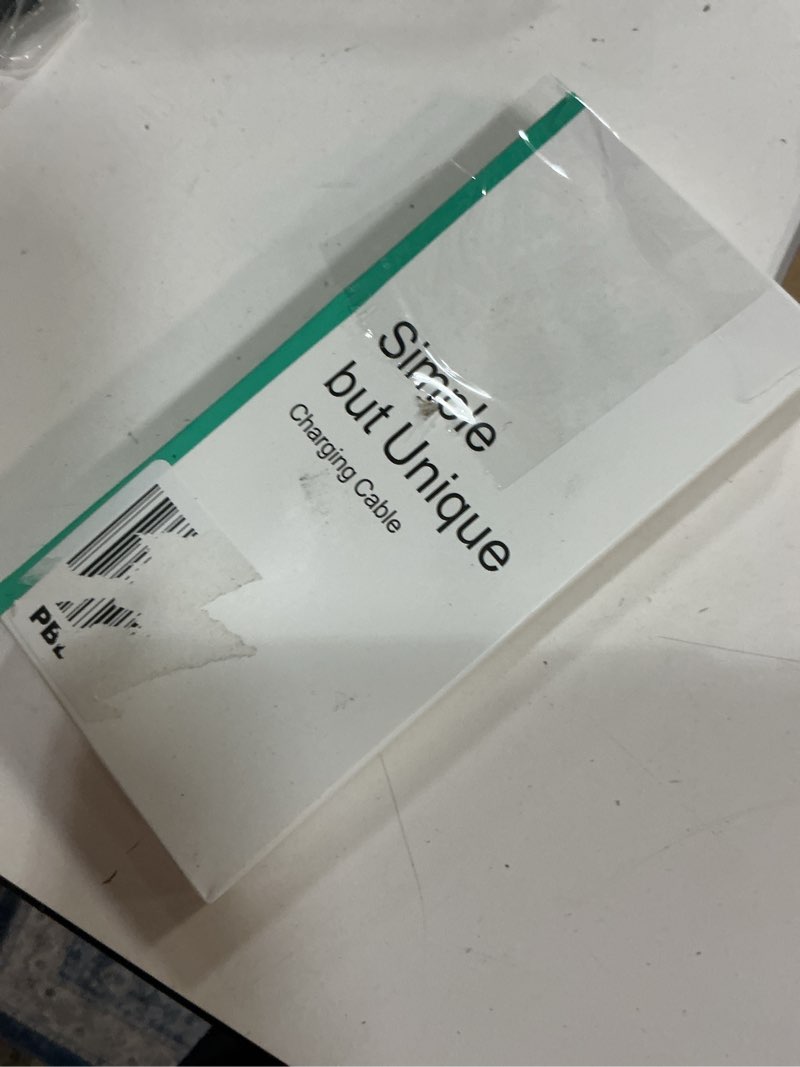 Simple
but Unique
Charging Cable